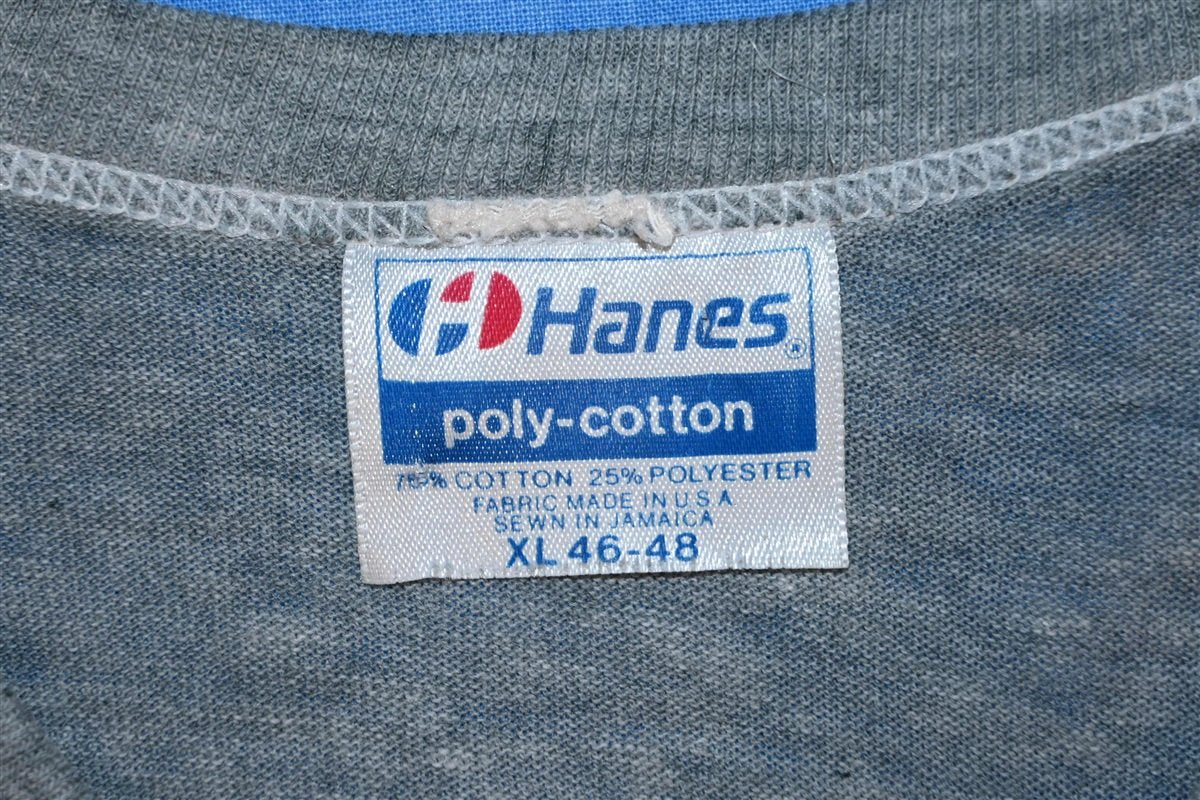 Hanes®
poly-cotton
75% COTTON 25% POLYESTER
FABRIC MADE IN U.S.A
SEWN IN JAMAICA
XL 46-48